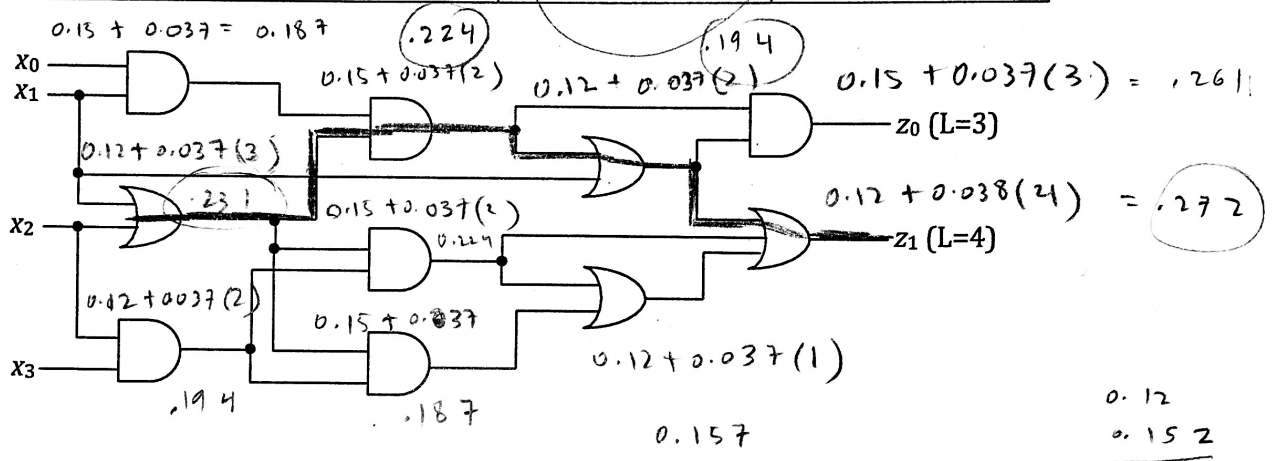 0.15 + 0.037 = 0.187
.224
.194
X0
X1
0.15 + 0.037(2)
0.12 + 0.037(2)
0.15 + 0.037(3) = .261
z0 (L=3)
0.12 + 0.037(3)
.231
0.12 + 0.038(4) = .272
X2
0.15 + 0.037(2)
0.224
z1 (L=4)
0.12 + 0.037(2)
0.15 + 0.037
X3
0.12 + 0.037(1)
.194
.187
0.157
0.12
0.152